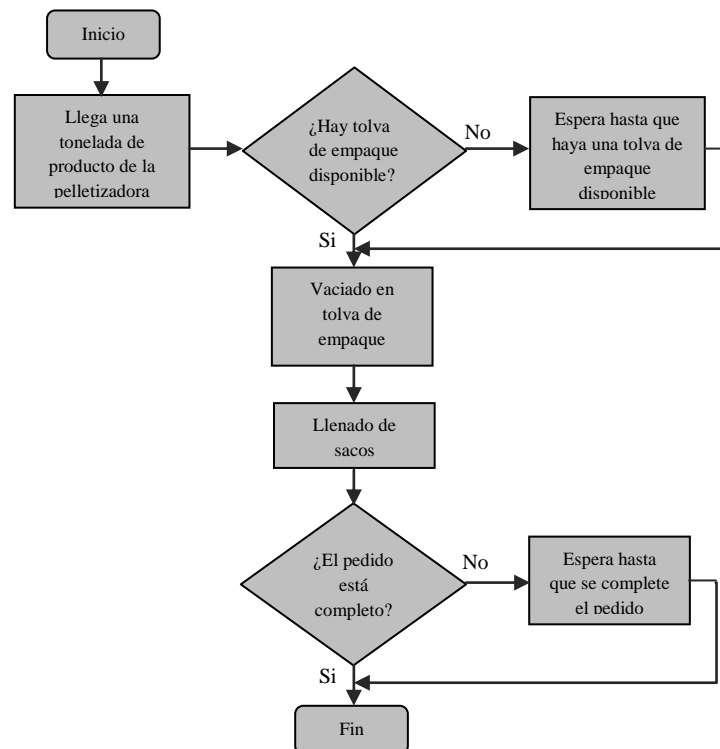 Inicio
Llega una
tonelada de
producto de la
pelletizadora
¿Hay tolva
de empaque
disponible?
No
Espera hasta que
haya una tolva de
empaque
disponible
Si
Vaciado en
tolva de
empaque
Llenado de
sacos
¿El pedido
está
completo?
No
Espera hasta
que se complete
el pedido
Si
Fin